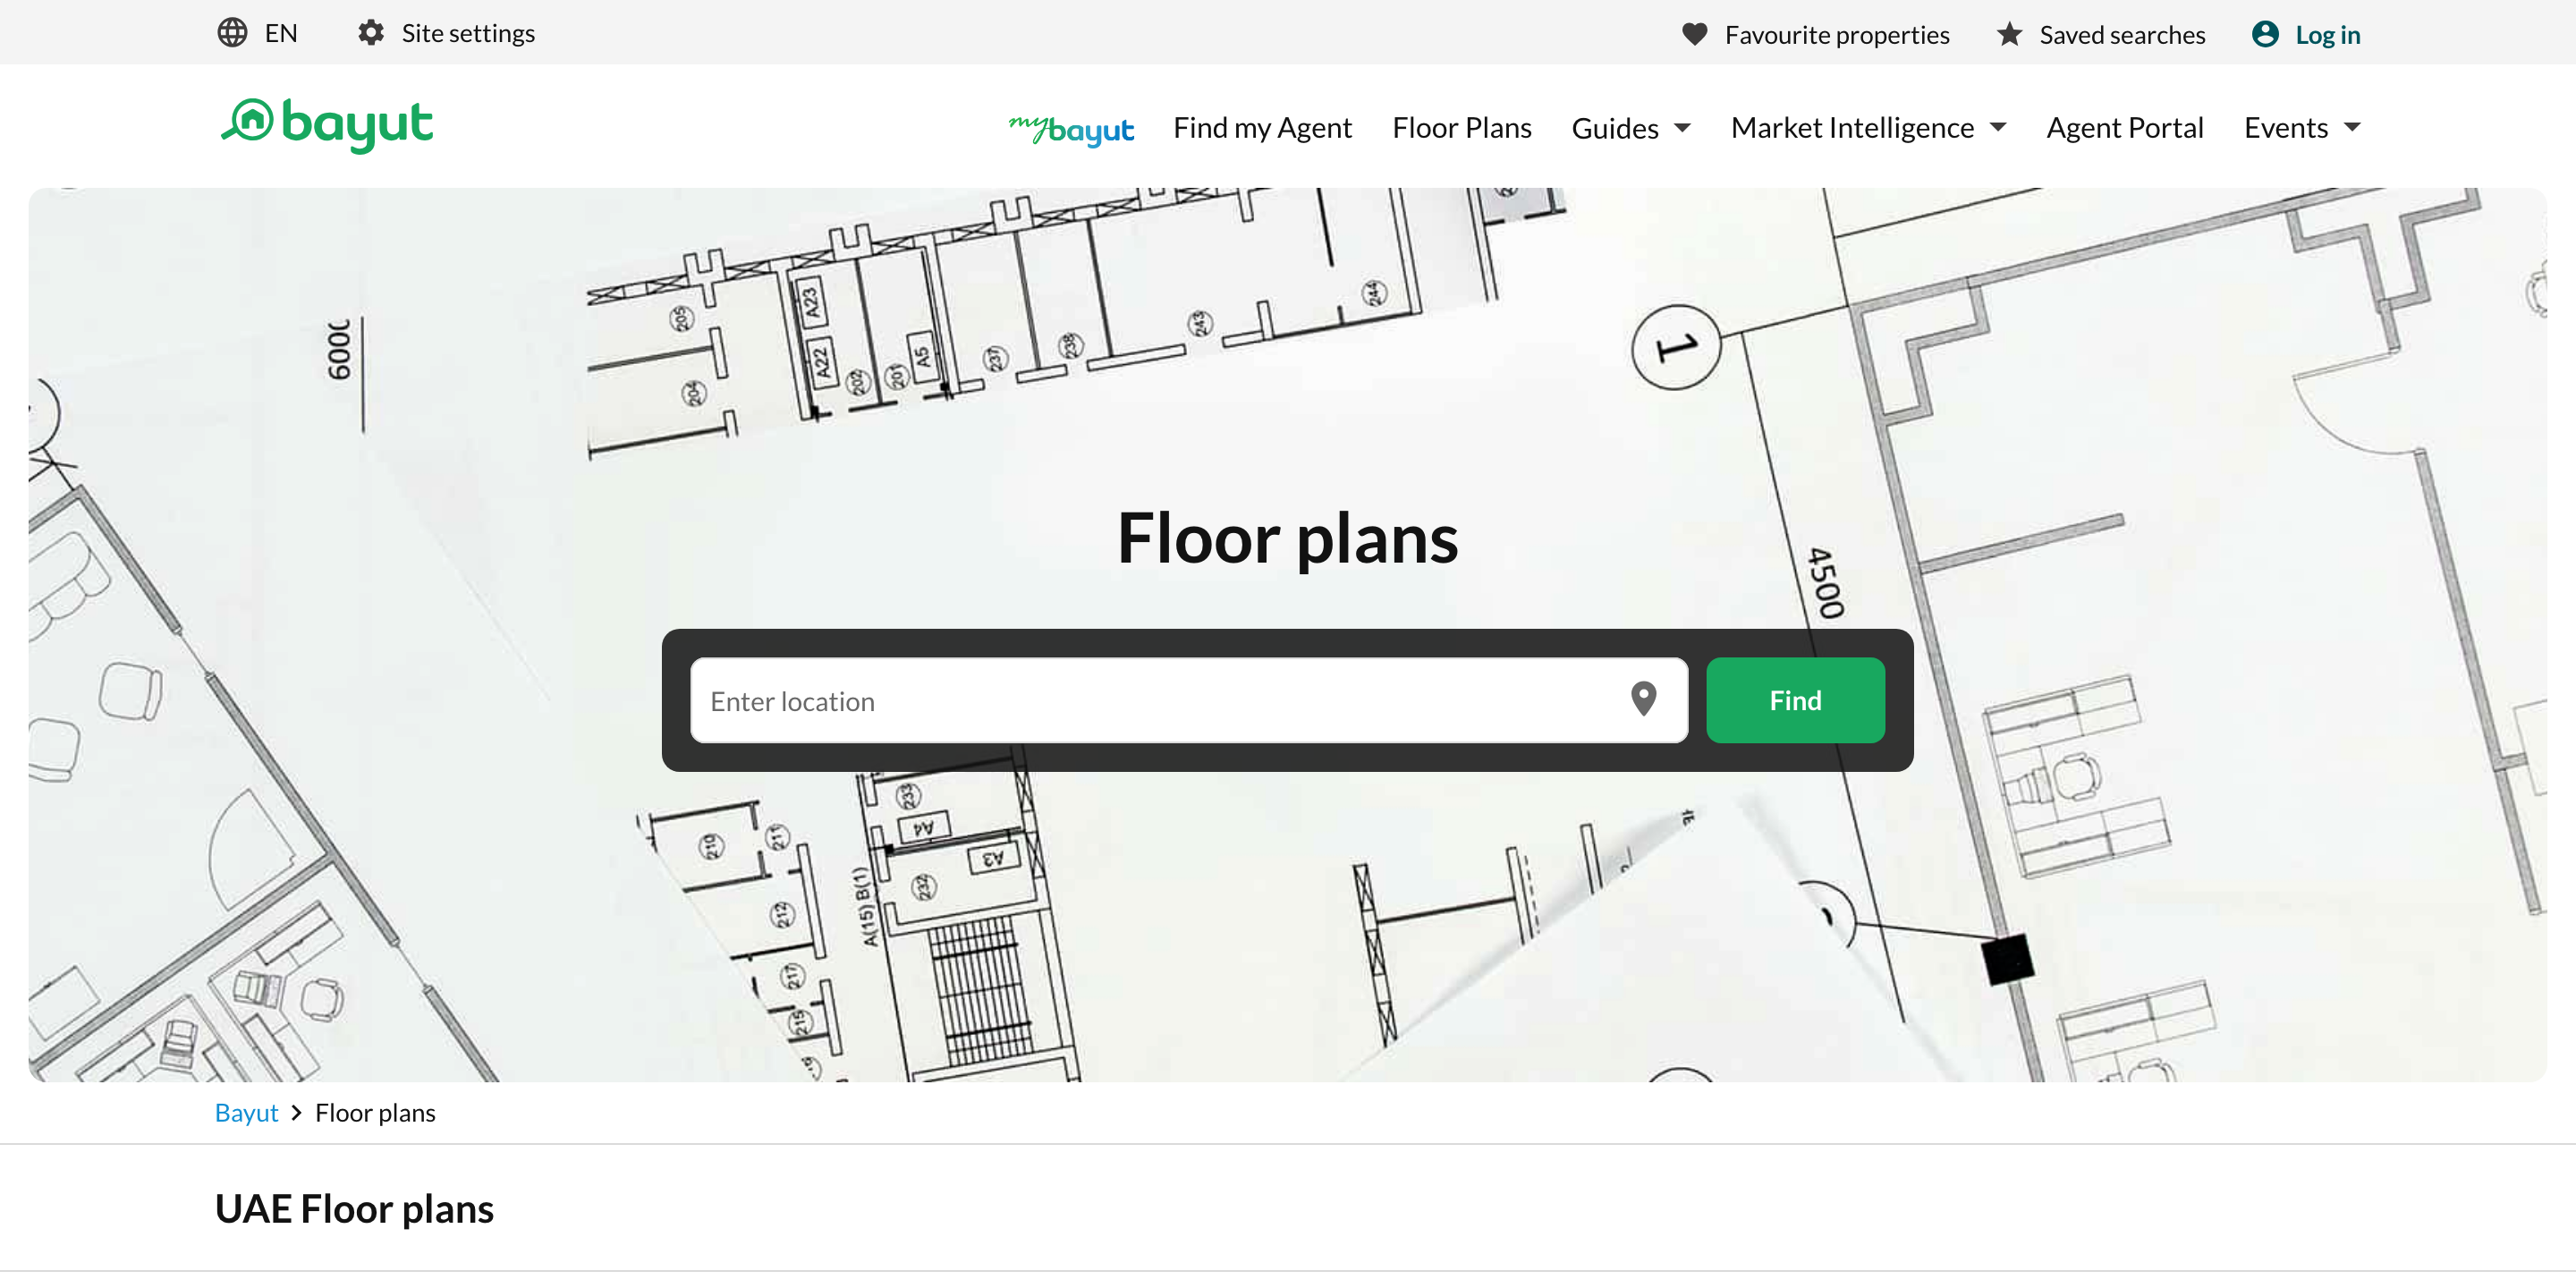 EN Site settings Favourite properties Saved searches Log in
bayut mybayut Find my Agent Floor Plans Guides Market Intelligence Agent Portal Events
6000
205
204
A23
A22
202
201
A5
237
238
243
244
1
4500
Floor plans
Enter location Find
233
A4
A3
232
A(15) B(1)
210
211
212
217
215
Bayut > Floor plans
UAE Floor plans